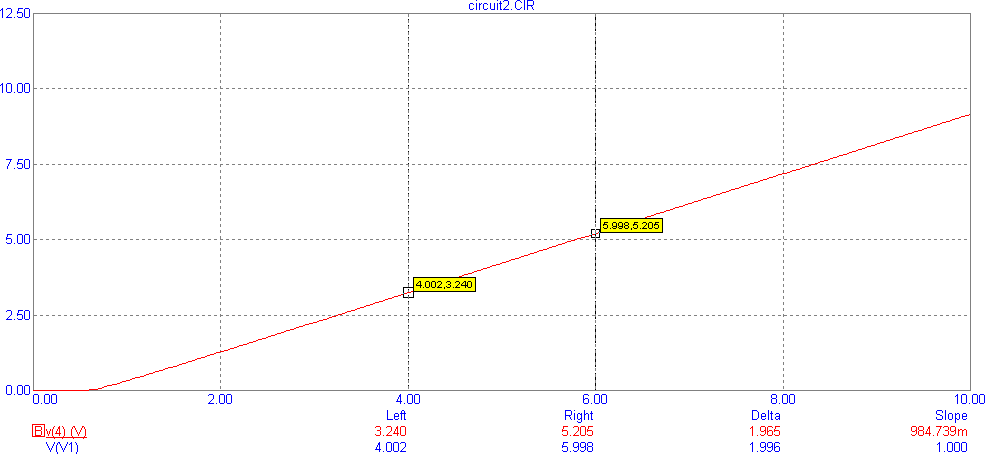 circuit2.CIR
12.50
10.00
7.50
5.00
2.50
0.00
5.998,5.205
4.002,3.240
0.00 2.00 4.00 6.00 8.00 10.00
Left Right Delta Slope
B v(4) (V) 3.240 5.205 1.965 984.739m
V(V1) 4.002 5.998 1.996 1.000